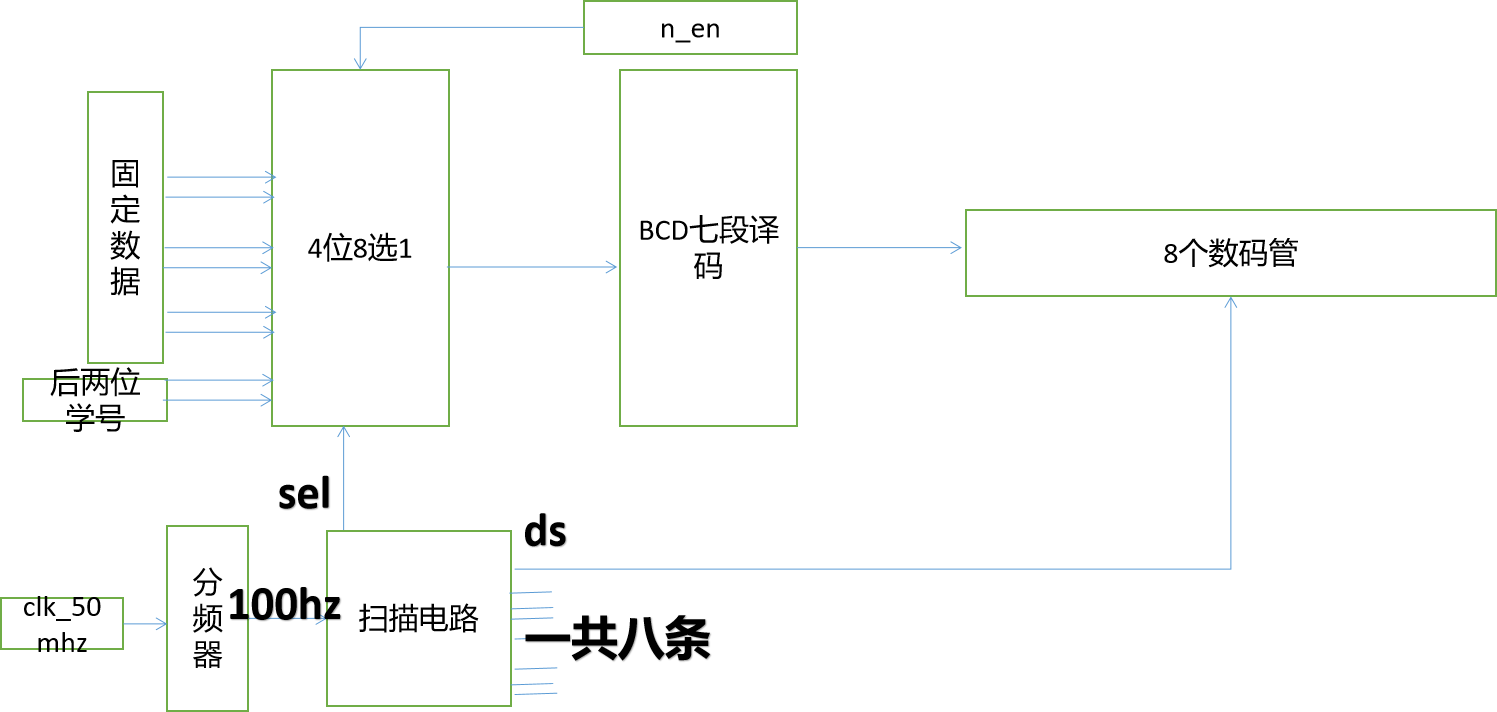 n_en
固
定
数
据
4位8选1
BCD七段译
码
8个数码管
后两位
学号
sel
ds
分
频
器
100hz
clk_50
mhz
扫描电路
一共八条